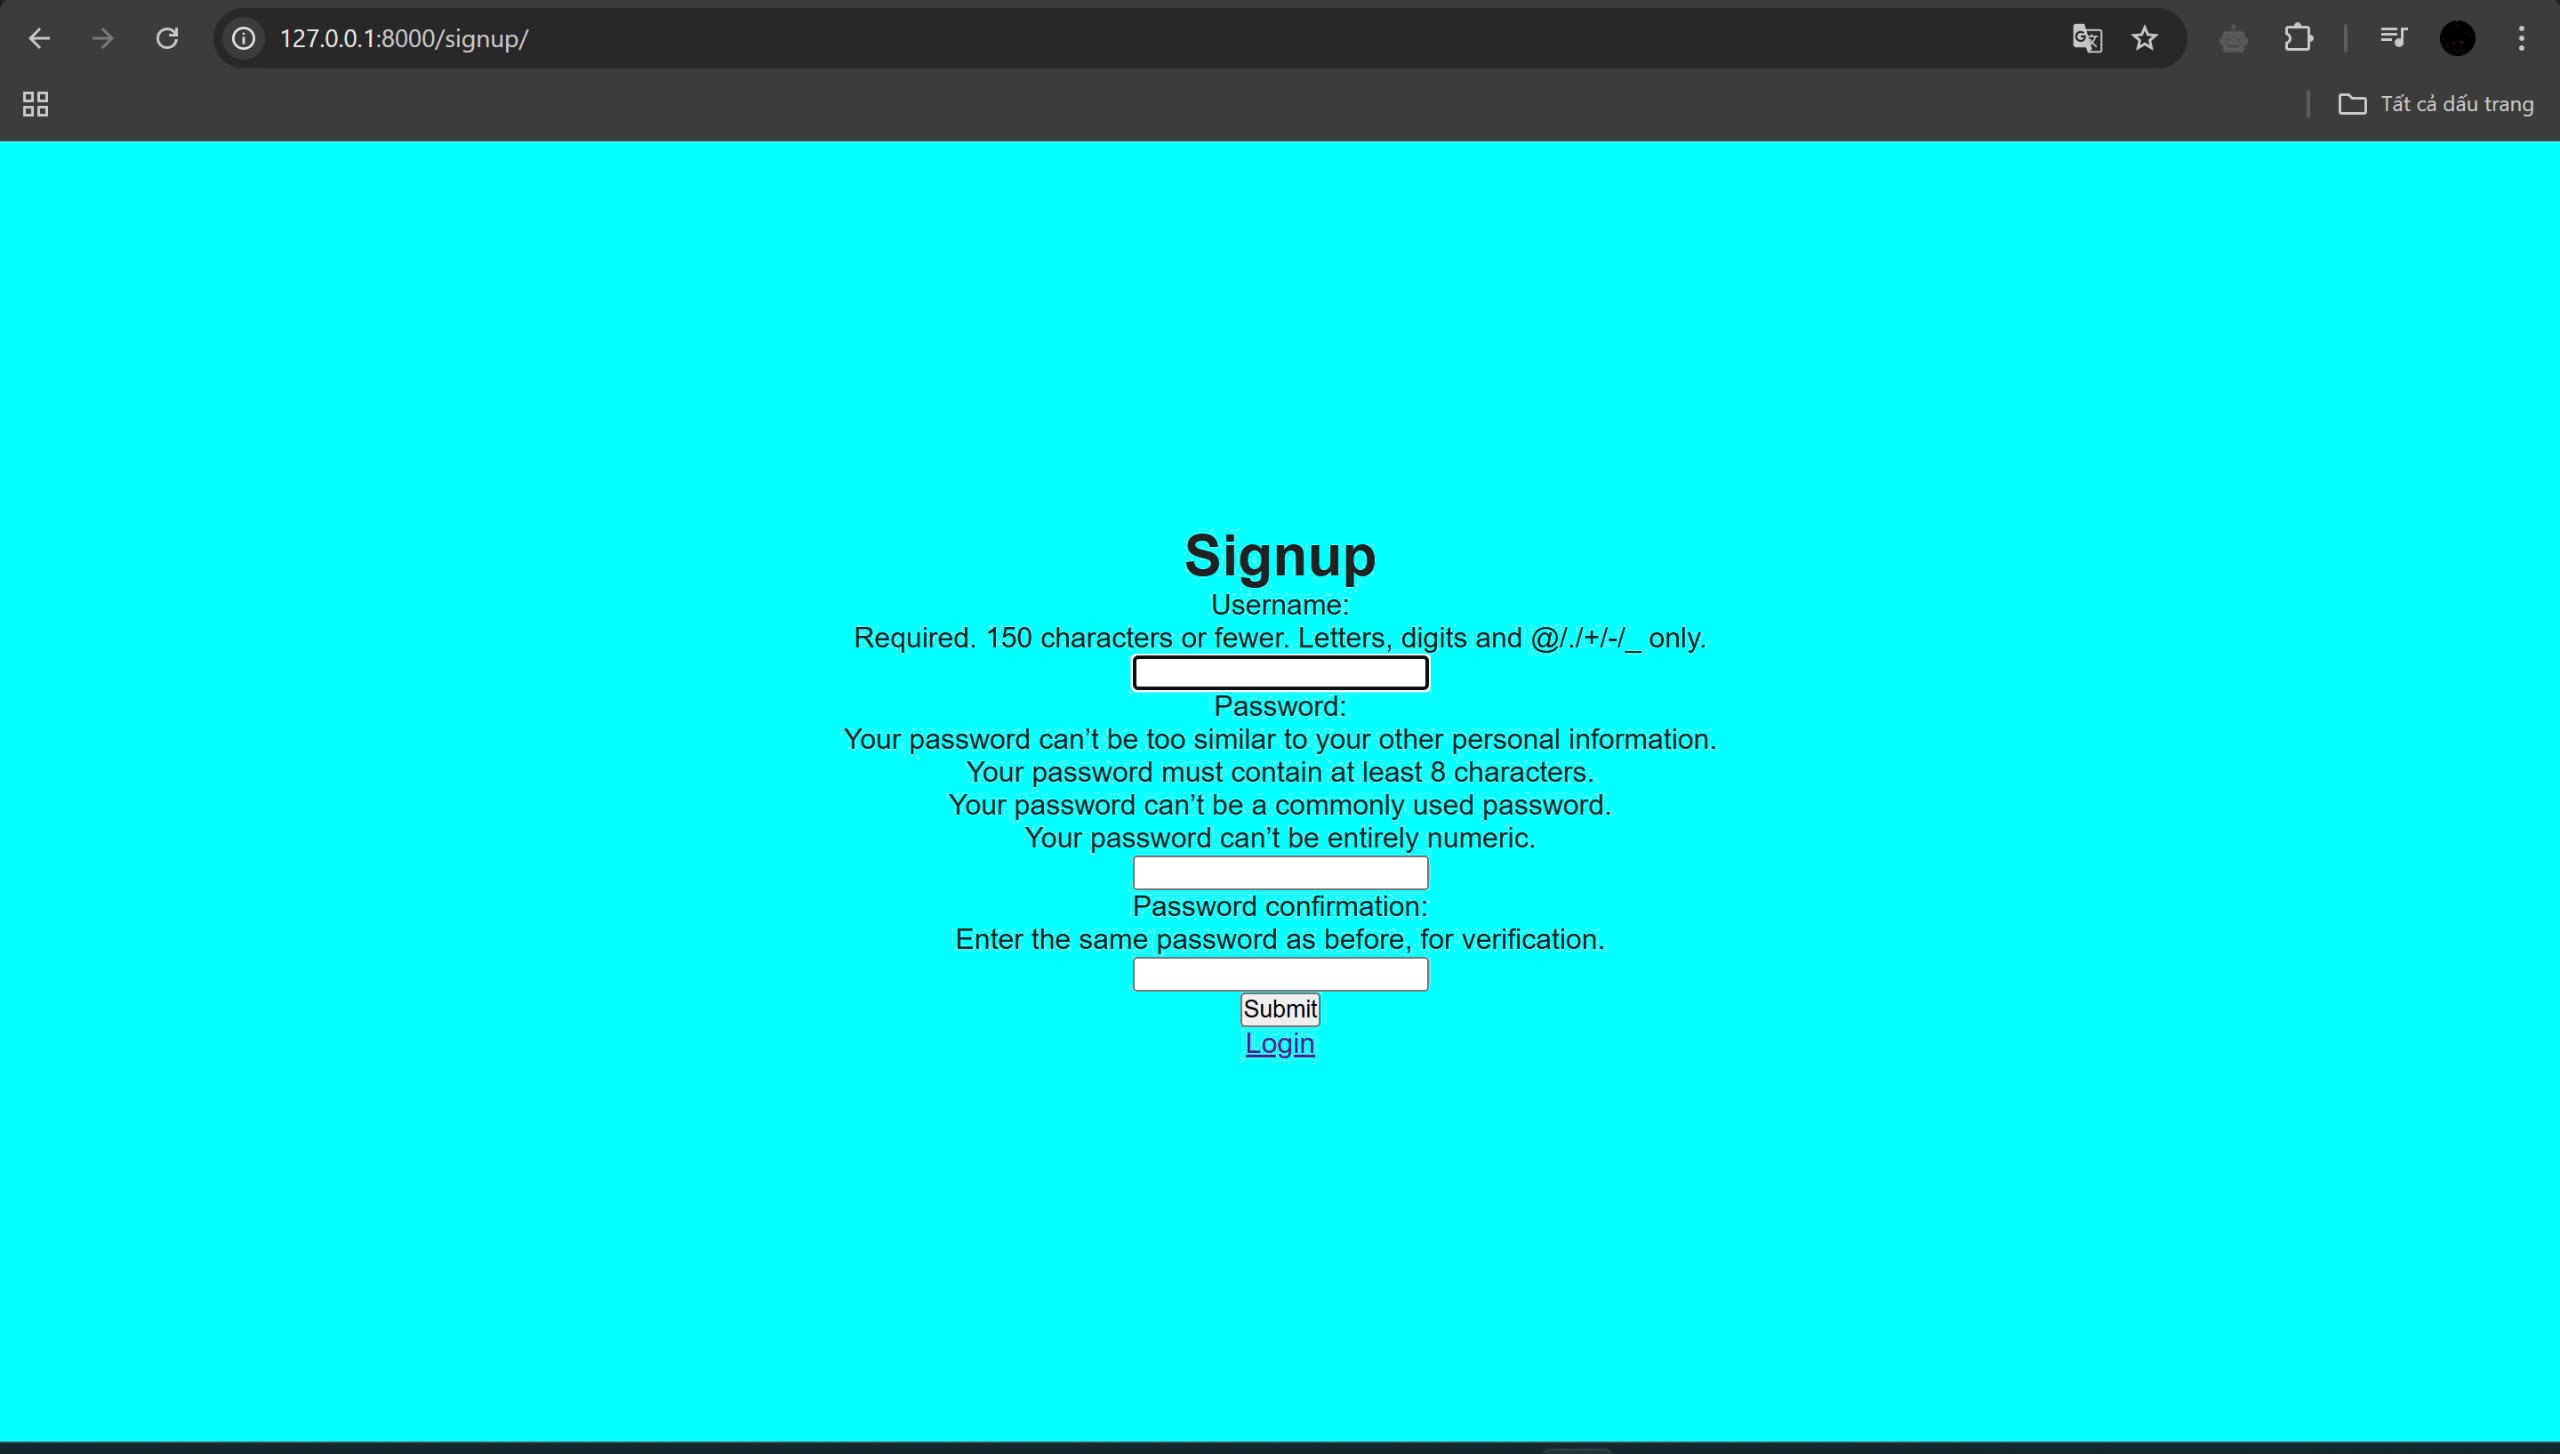 127.0.0.1:8000/signup/
Tất cả dấu trang
Signup
Username:
Required. 150 characters or fewer. Letters, digits and @/./+/-/_ only.
Password:
Your password can’t be too similar to your other personal information.
Your password must contain at least 8 characters.
Your password can’t be a commonly used password.
Your password can’t be entirely numeric.
Password confirmation:
Enter the same password as before, for verification.
Submit
Login